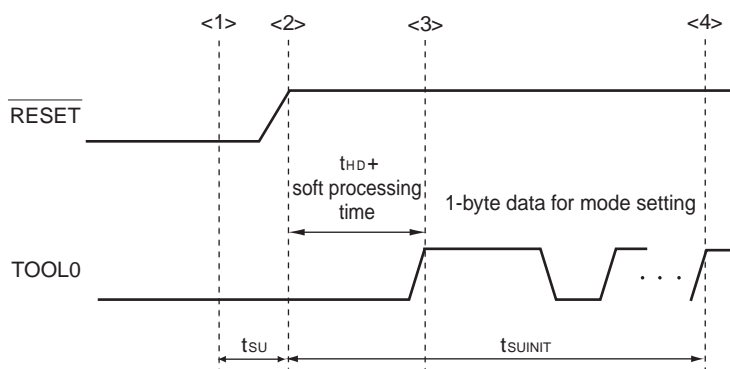 <1> <2> <3> <4>
RESET
tHD+
soft processing
time
1-byte data for mode setting
TOOL0
. . .
tSU
tSUINIT